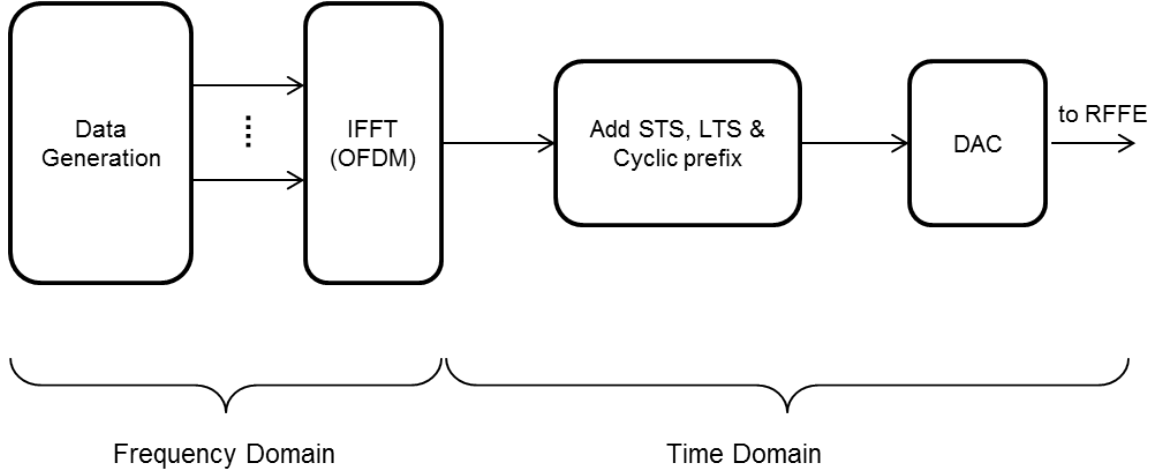 Data
Generation
IFFT
(OFDM)
Add STS, LTS &
Cyclic prefix
DAC
to RFFE
Frequency Domain
Time Domain